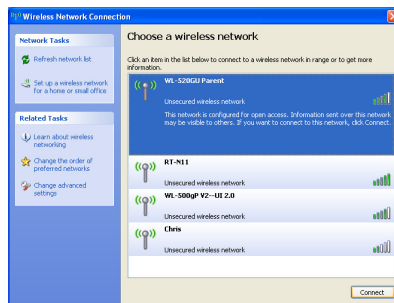 Wireless Network Connection
Network Tasks
Refresh network list
Set up a wireless network
for a home or small office
Related Tasks
Learn about wireless
networking
Change the order of
preferred networks
Change advanced
settings
Choose a wireless network
Click an item in the list below to connect to a wireless network in range or to get more
information.
WL-520GU Parent
Unsecured wireless network
This network is configured for open access. Information sent over this network
may be visible to others. If you want to connect to this network, click Connect.
RT-N11
Unsecured wireless network
WL-500gP V2--UI 2.0
Unsecured wireless network
Chris
Unsecured wireless network
Connect